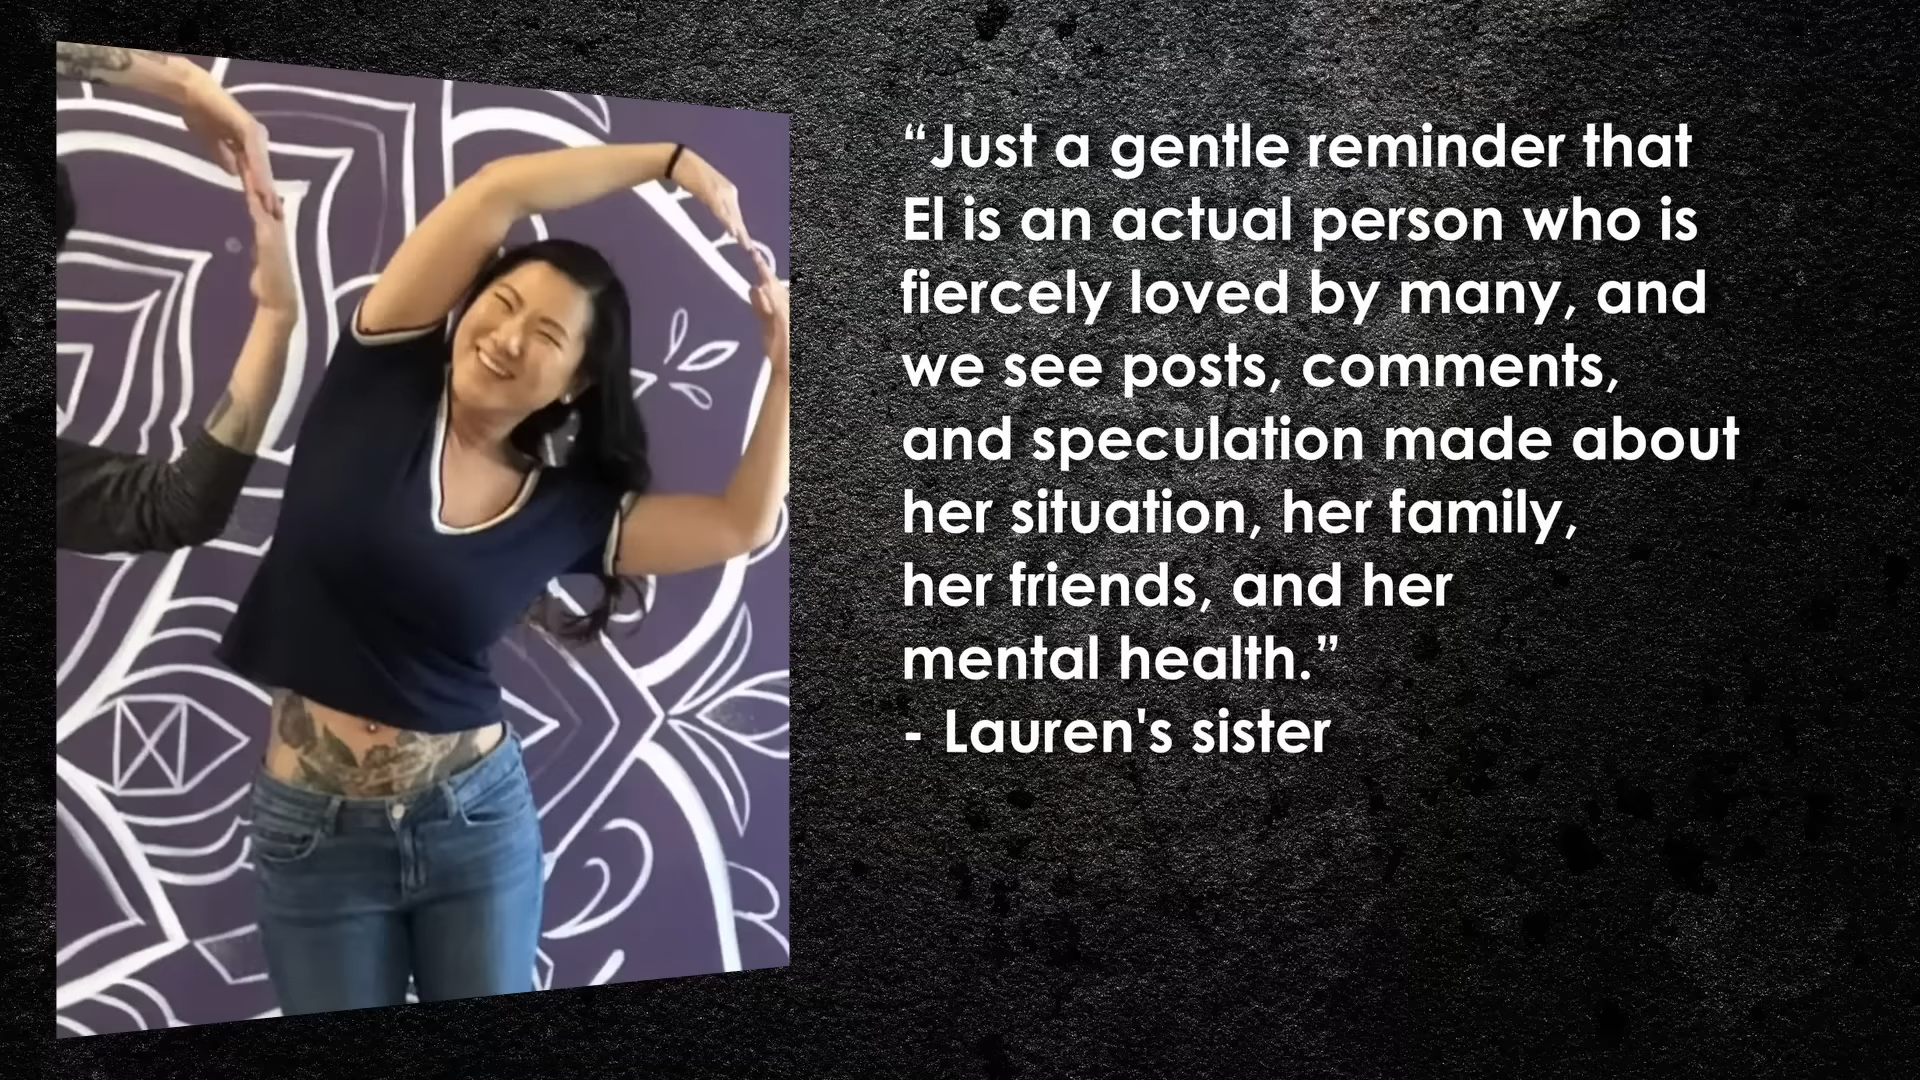 “Just a gentle reminder that
El is an actual person who is
fiercely loved by many, and
we see posts, comments,
and speculation made about
her situation, her family,
her friends, and her
mental health.”
- Lauren's sister